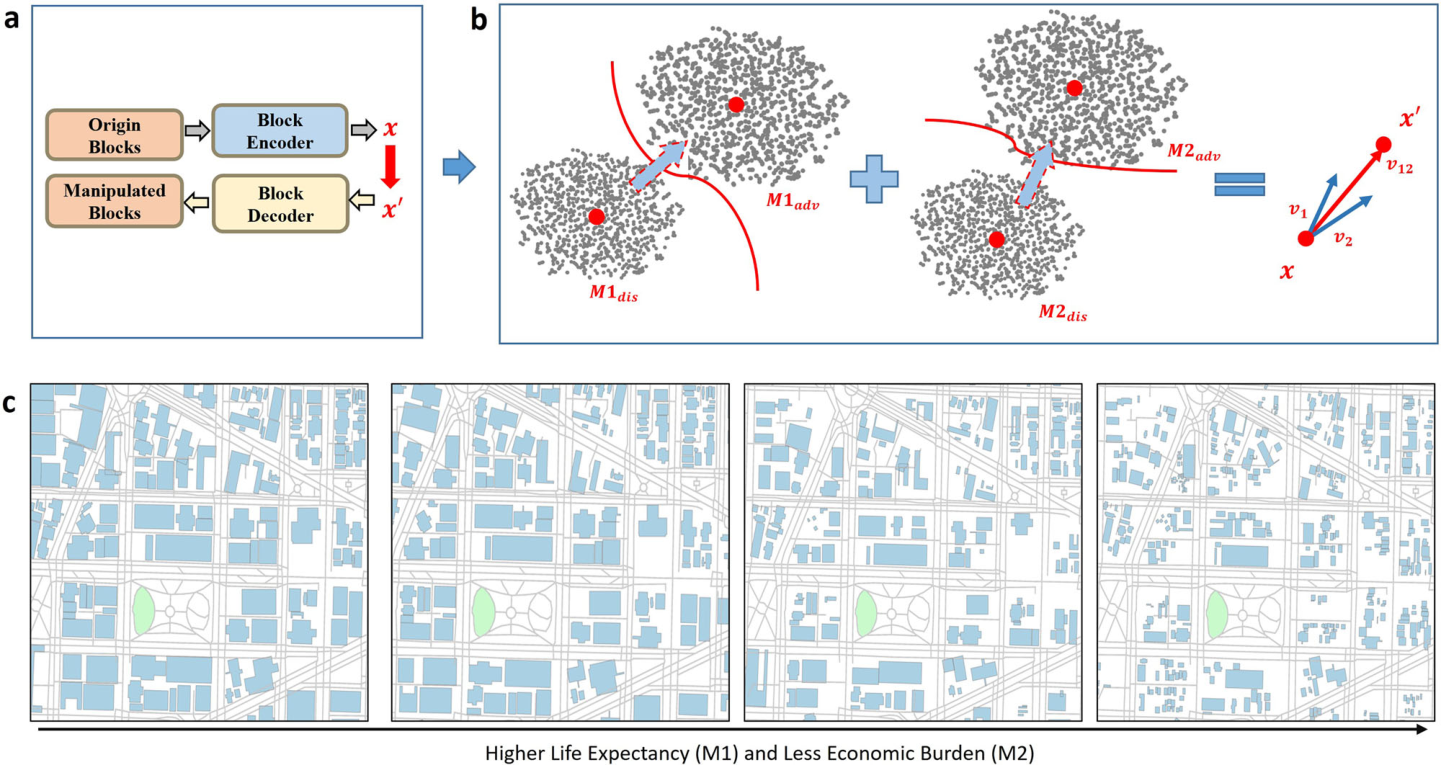 a
Origin
Blocks
Block
Encoder
x
Manipulated
Blocks
Block
Decoder
x′
b
M1adv
M1dis
M2adv
M2dis
x′
v12
v1
v2
x
c
Higher Life Expectancy (M1) and Less Economic Burden (M2)